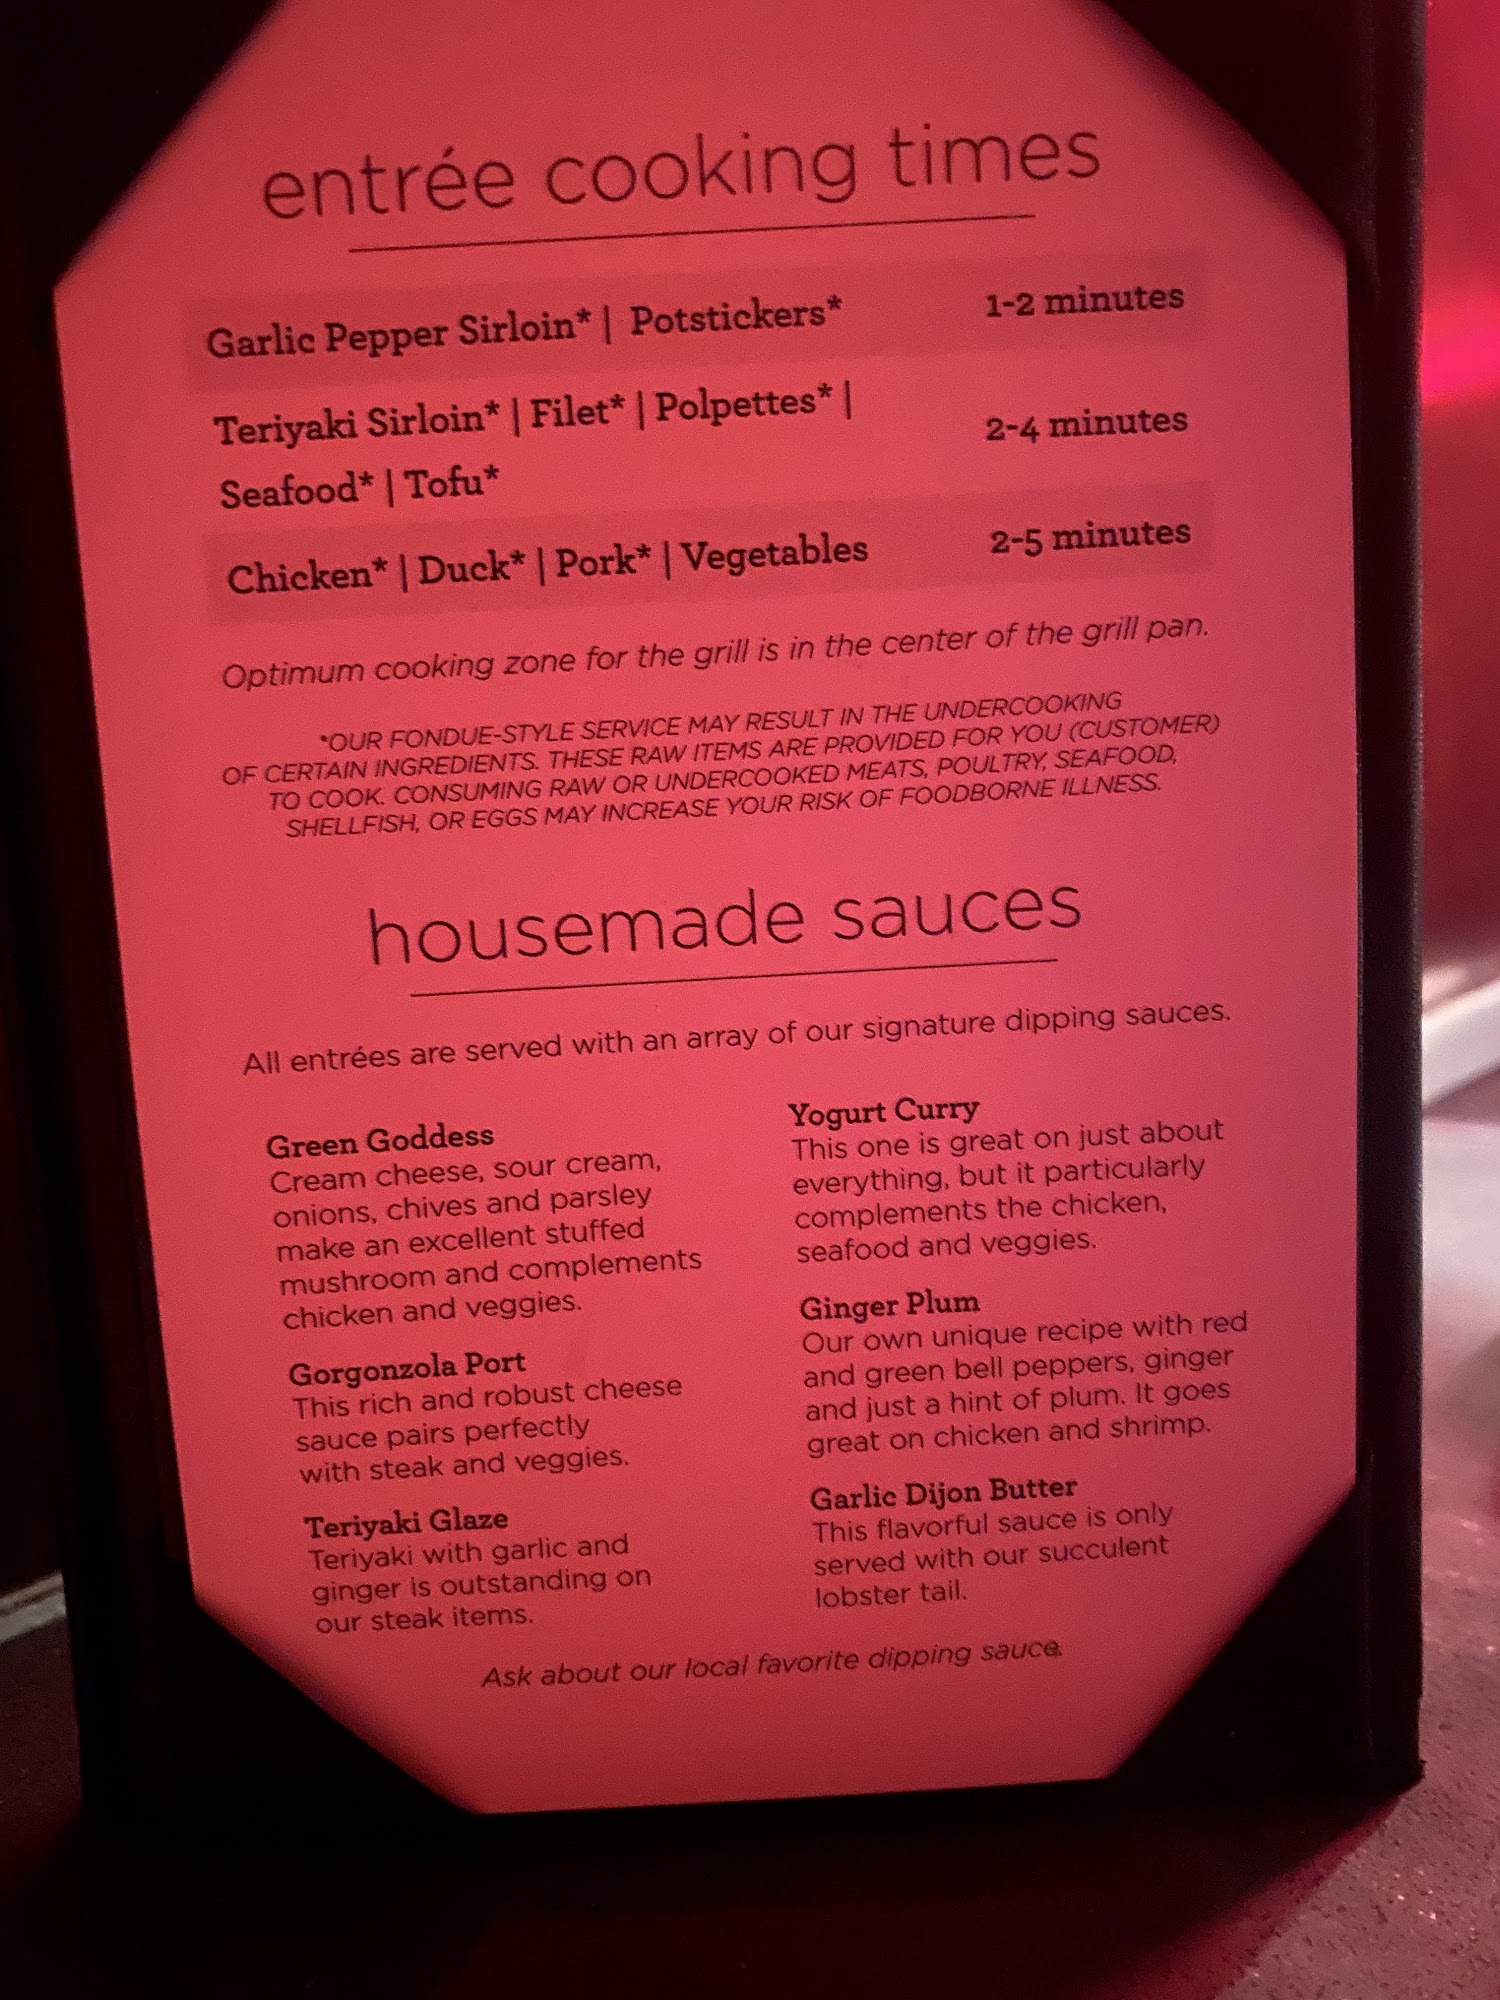 entrée cooking times
Garlic Pepper Sirloin* | Potstickers* 1-2 minutes
Teriyaki Sirloin* | Filet* | Polpettes* |
Seafood* | Tofu* 2-4 minutes
Chicken* | Duck* | Pork* | Vegetables 2-5 minutes
Optimum cooking zone for the grill is in the center of the grill pan.
*OUR FONDUE-STYLE SERVICE MAY RESULT IN THE UNDERCOOKING
OF CERTAIN INGREDIENTS. THESE RAW ITEMS ARE PROVIDED FOR YOU (CUSTOMER)
TO COOK. CONSUMING RAW OR UNDERCOOKED MEATS, POULTRY, SEAFOOD,
SHELLFISH, OR EGGS MAY INCREASE YOUR RISK OF FOODBORNE ILLNESS.
housemade sauces
All entrées are served with an array of our signature dipping sauces.
Green Goddess
Cream cheese, sour cream,
onions, chives and parsley
make an excellent stuffed
mushroom and complements
chicken and veggies.
Gorgonzola Port
This rich and robust cheese
sauce pairs perfectly
with steak and veggies.
Teriyaki Glaze
Teriyaki with garlic and
ginger is outstanding on
our steak items.
Yogurt Curry
This one is great on just about
everything, but it particularly
complements the chicken,
seafood and veggies.
Ginger Plum
Our own unique recipe with red
and green bell peppers, ginger
and just a hint of plum. It goes
great on chicken and shrimp.
Garlic Dijon Butter
This flavorful sauce is only
served with our succulent
lobster tail.
Ask about our local favorite dipping sauce.